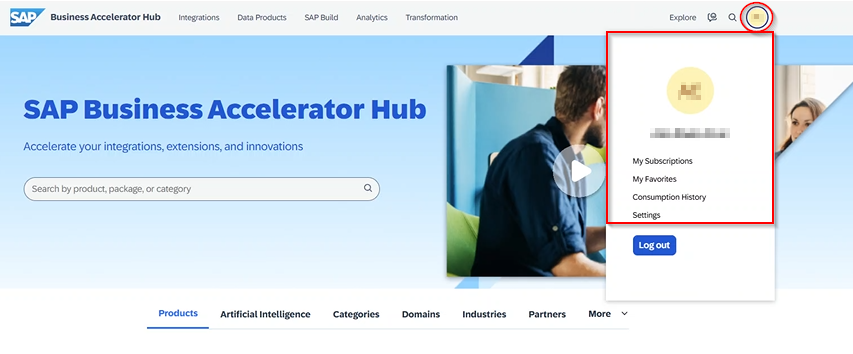 SAP Business Accelerator Hub Integrations Data Products SAP Build Analytics Transformation Explore
SAP Business Accelerator Hub
Accelerate your integrations, extensions, and innovations
Search by product, package, or category
My Subscriptions
My Favorites
Consumption History
Settings
Log out
Products Artificial Intelligence Categories Domains Industries Partners More